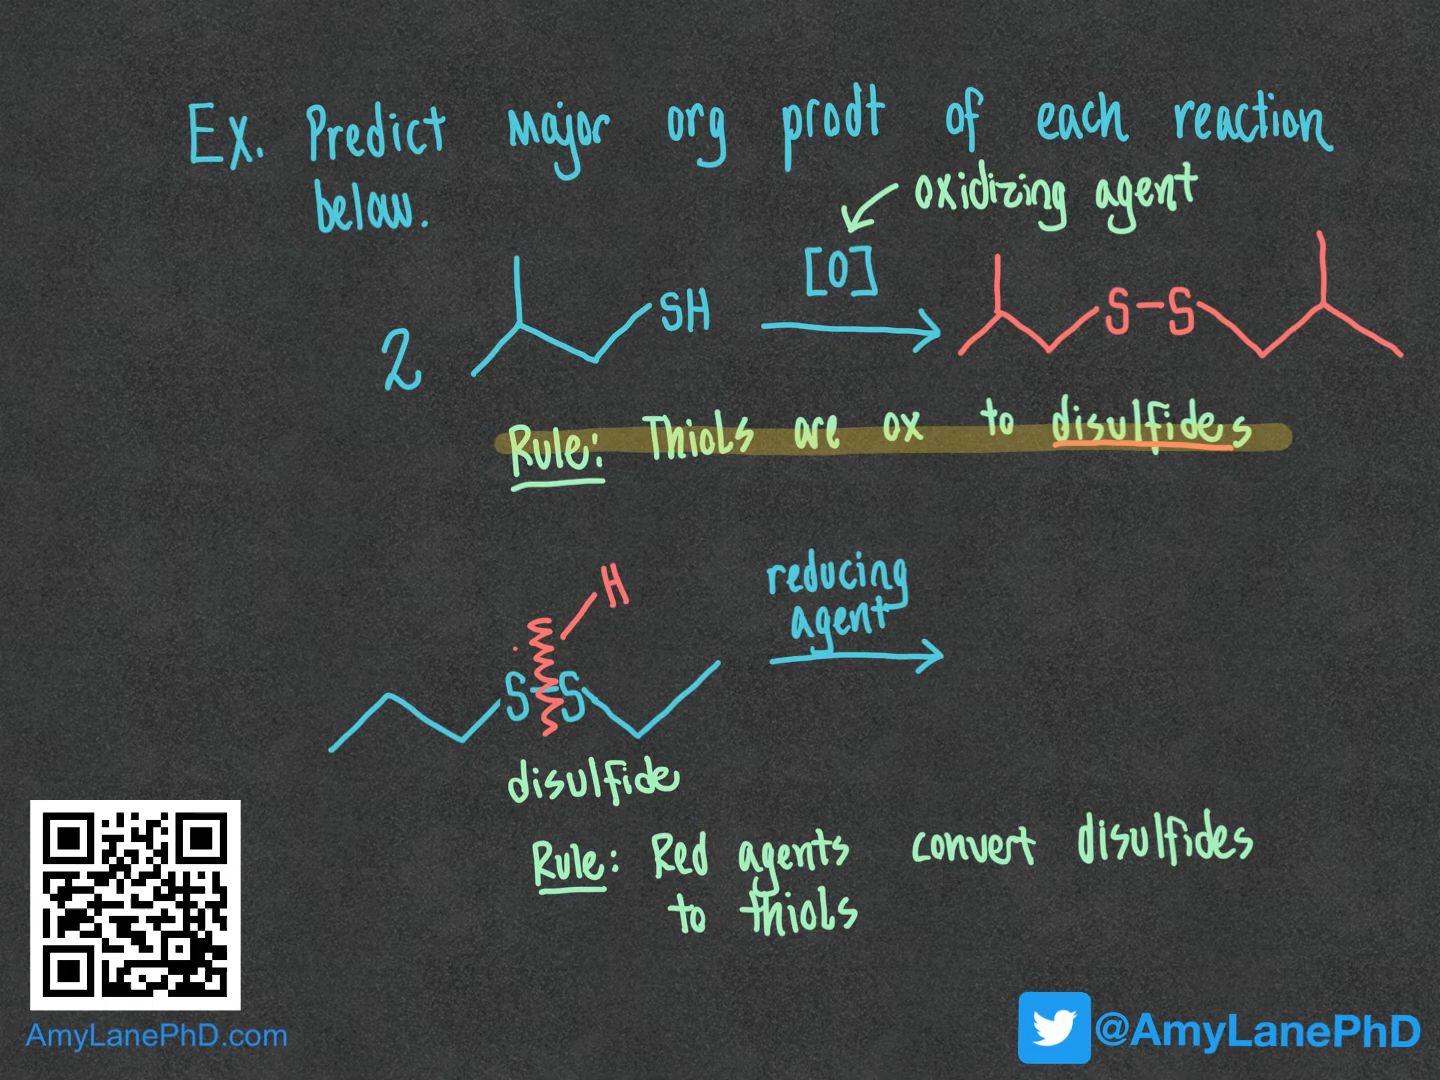 Ex. Predict major org prodt of each reaction
below.
oxidizing agent
[O]
2
SH
S-S
Rule: Thiols are ox to disulfides
H
reducing
agent
S-S
disulfide
Rule: Red agents convert disulfides
to thiols
AmyLanePhD.com
@AmyLanePhD